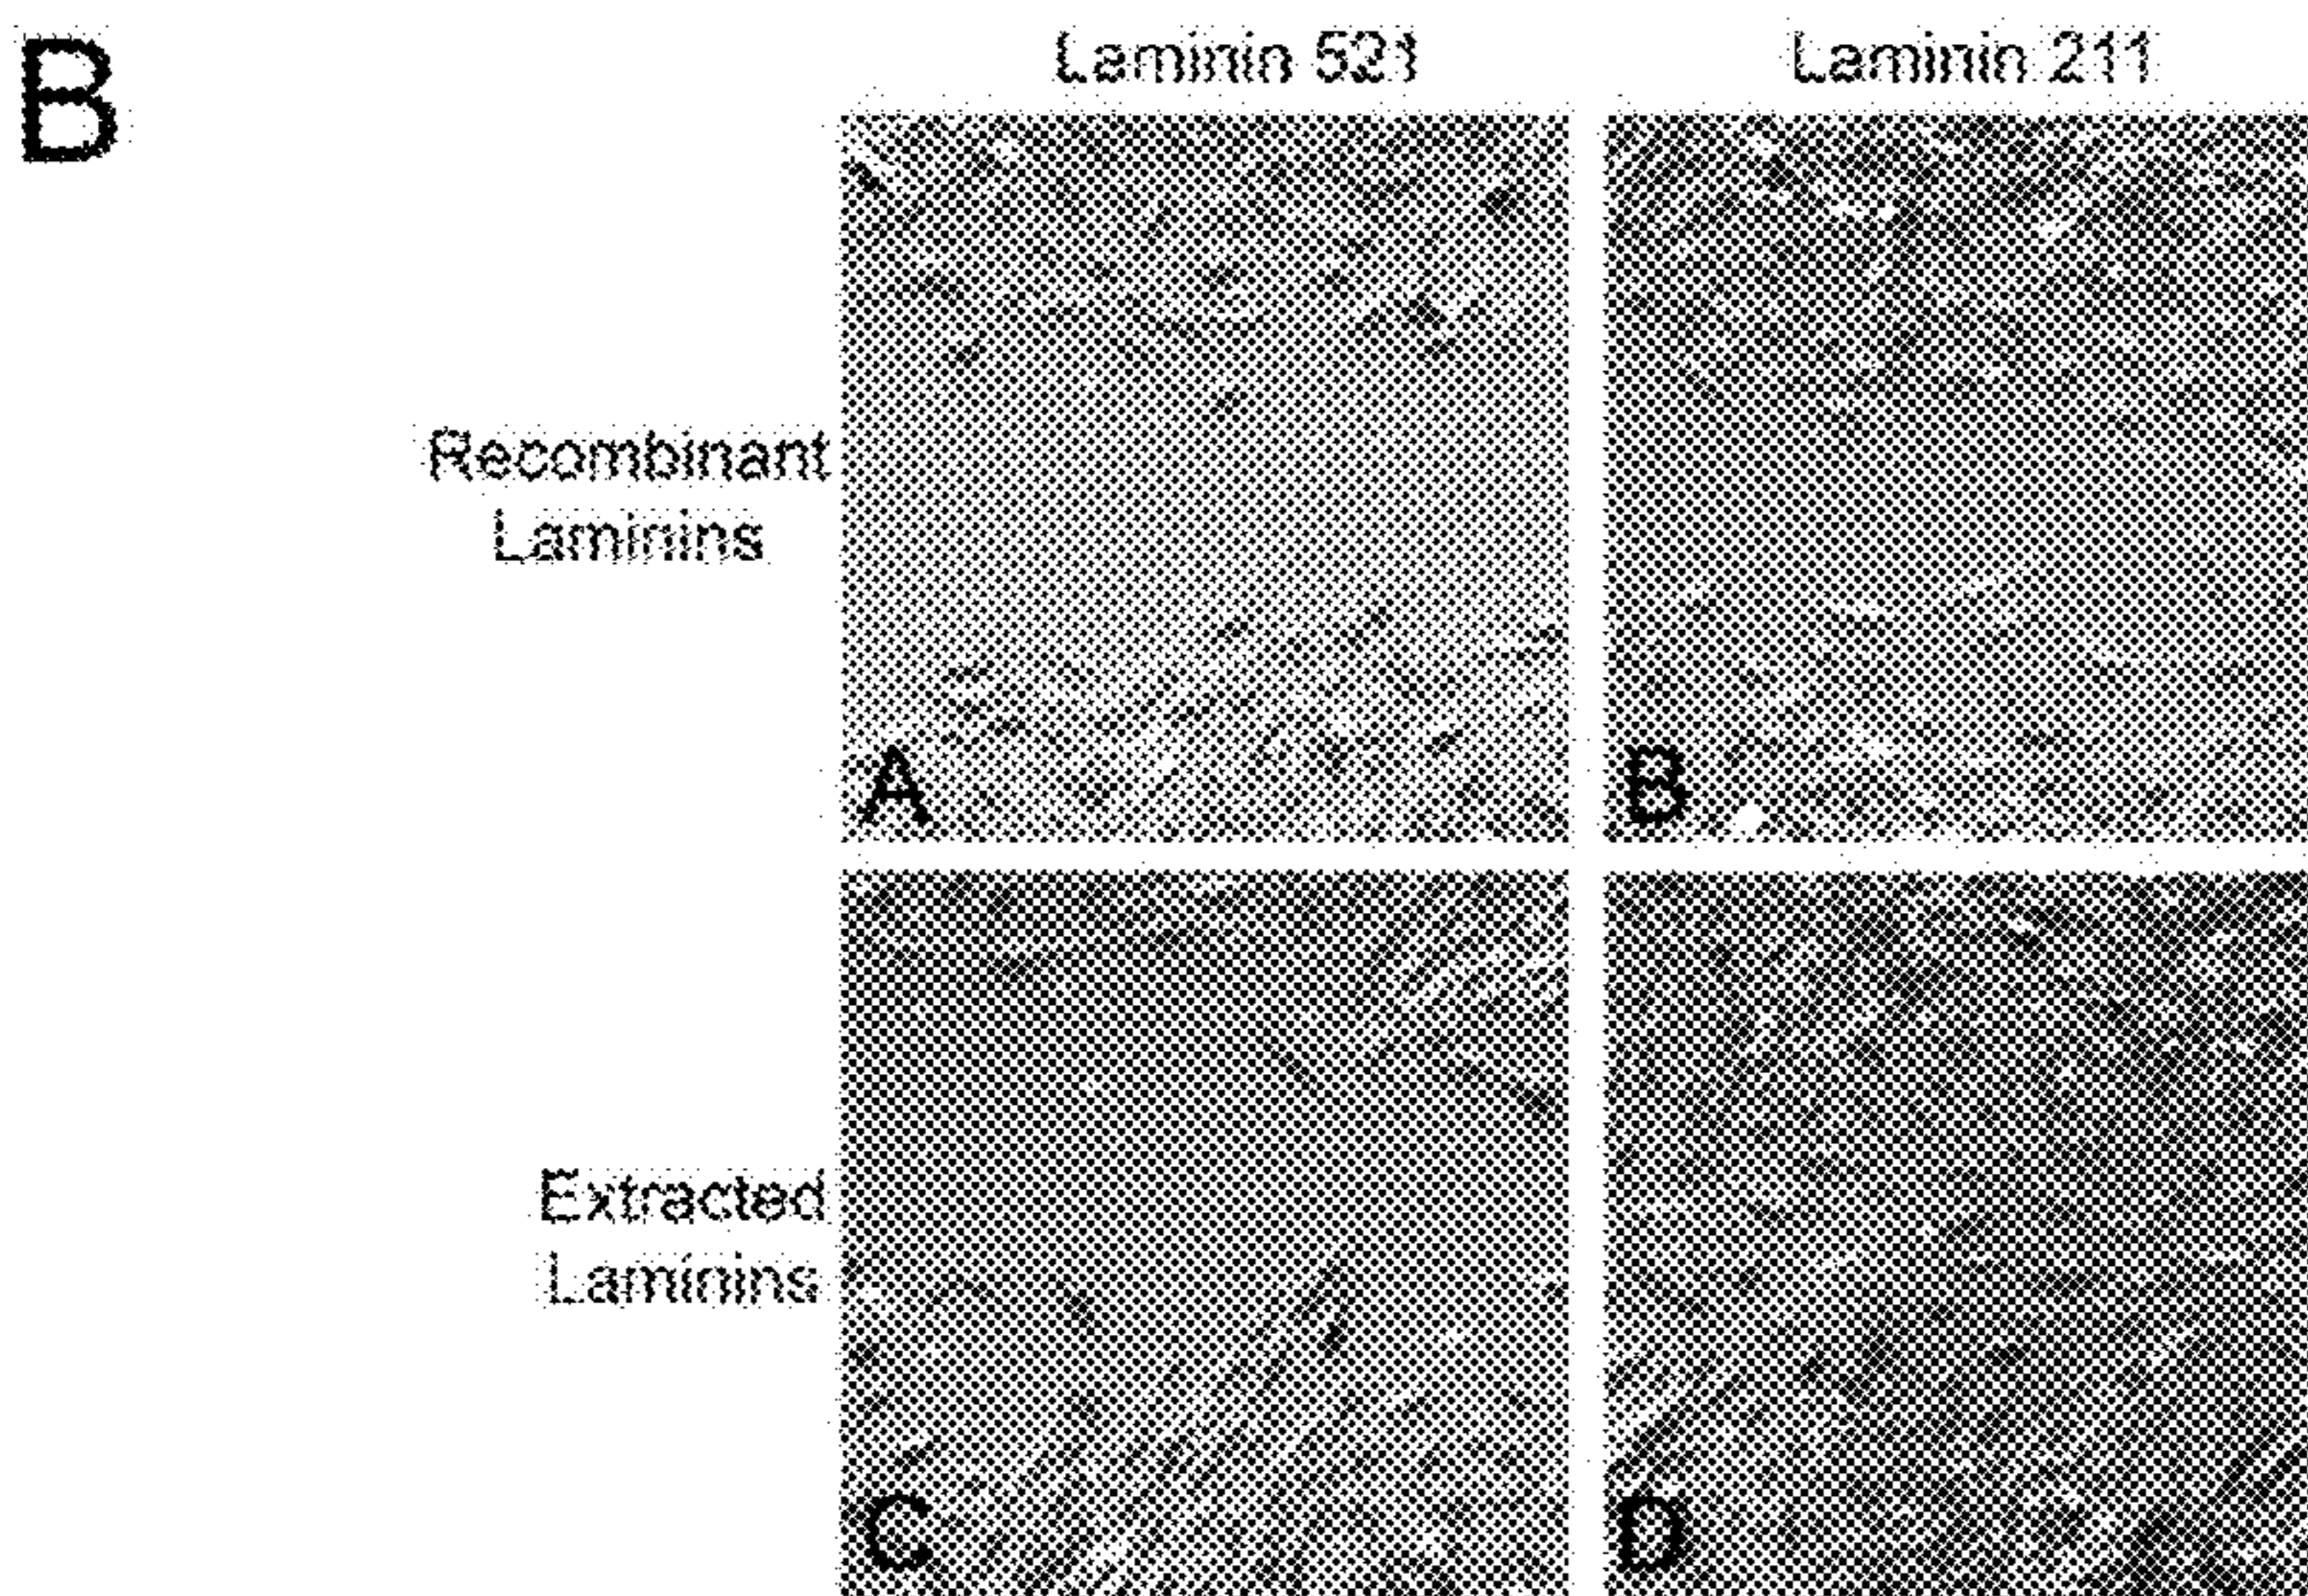 B
Laminin 521
Laminin 211
Recombinant
Laminins
A
B
Extracted
Laminins
C
D